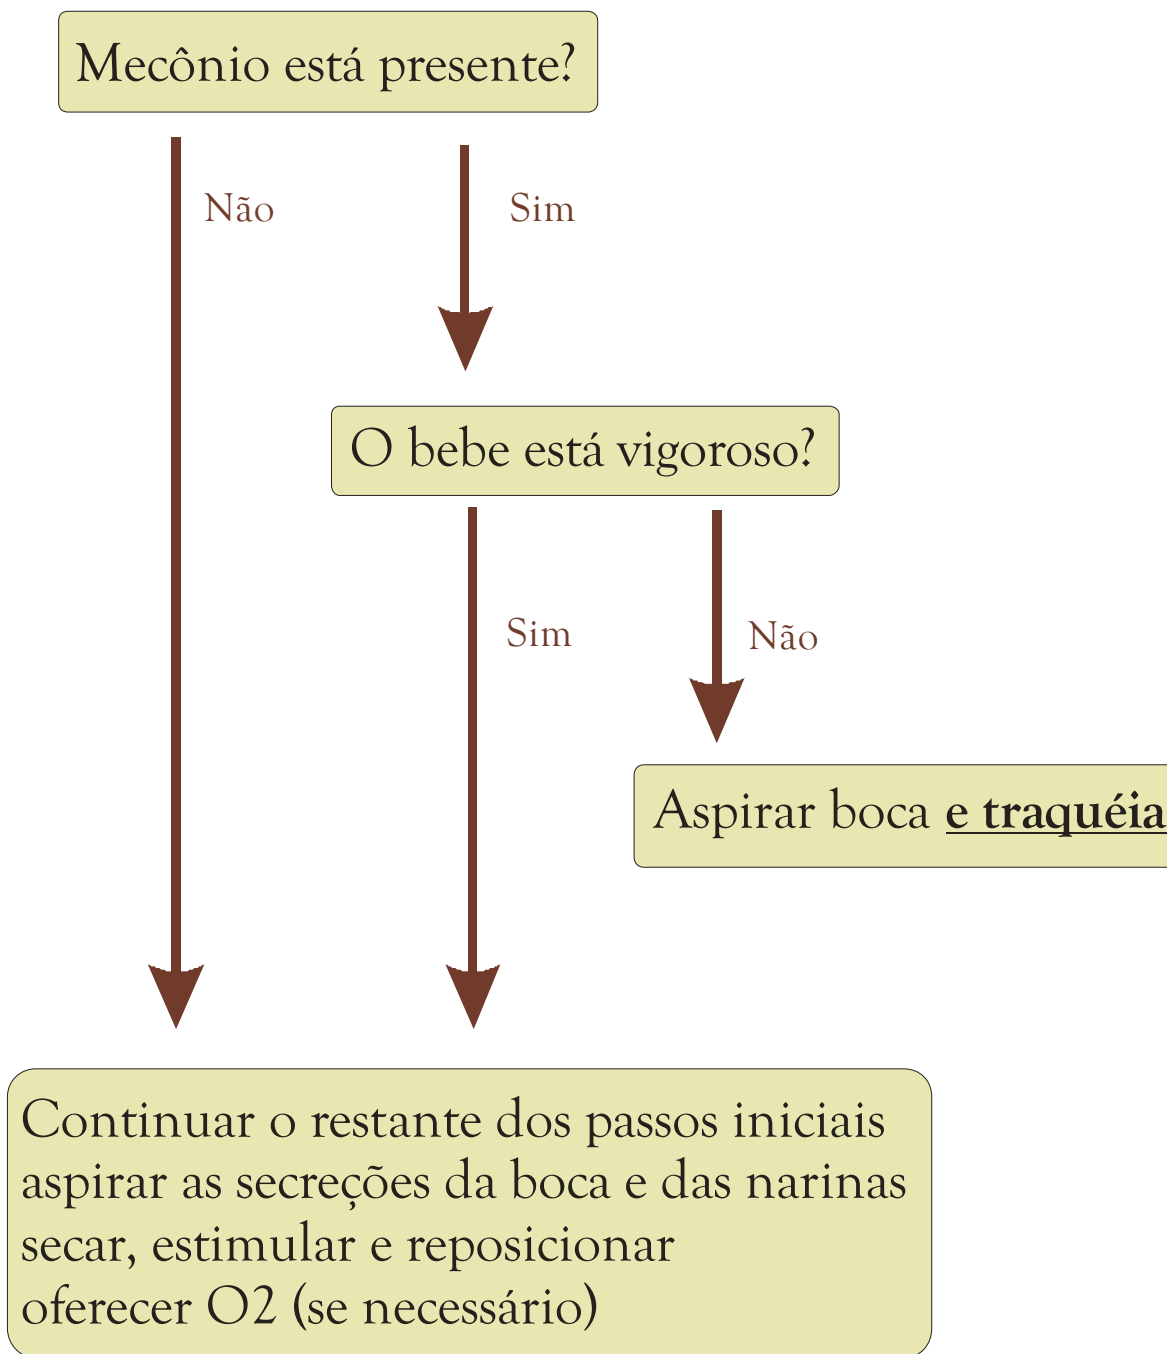 Mecônio está presente?
Não
Sim
O bebe está vigoroso?
Sim
Não
Aspirar boca e traquéia
Continuar o restante dos passos iniciais
aspirar as secreções da boca e das narinas
secar, estimular e reposicionar
oferecer O2 (se necessário)